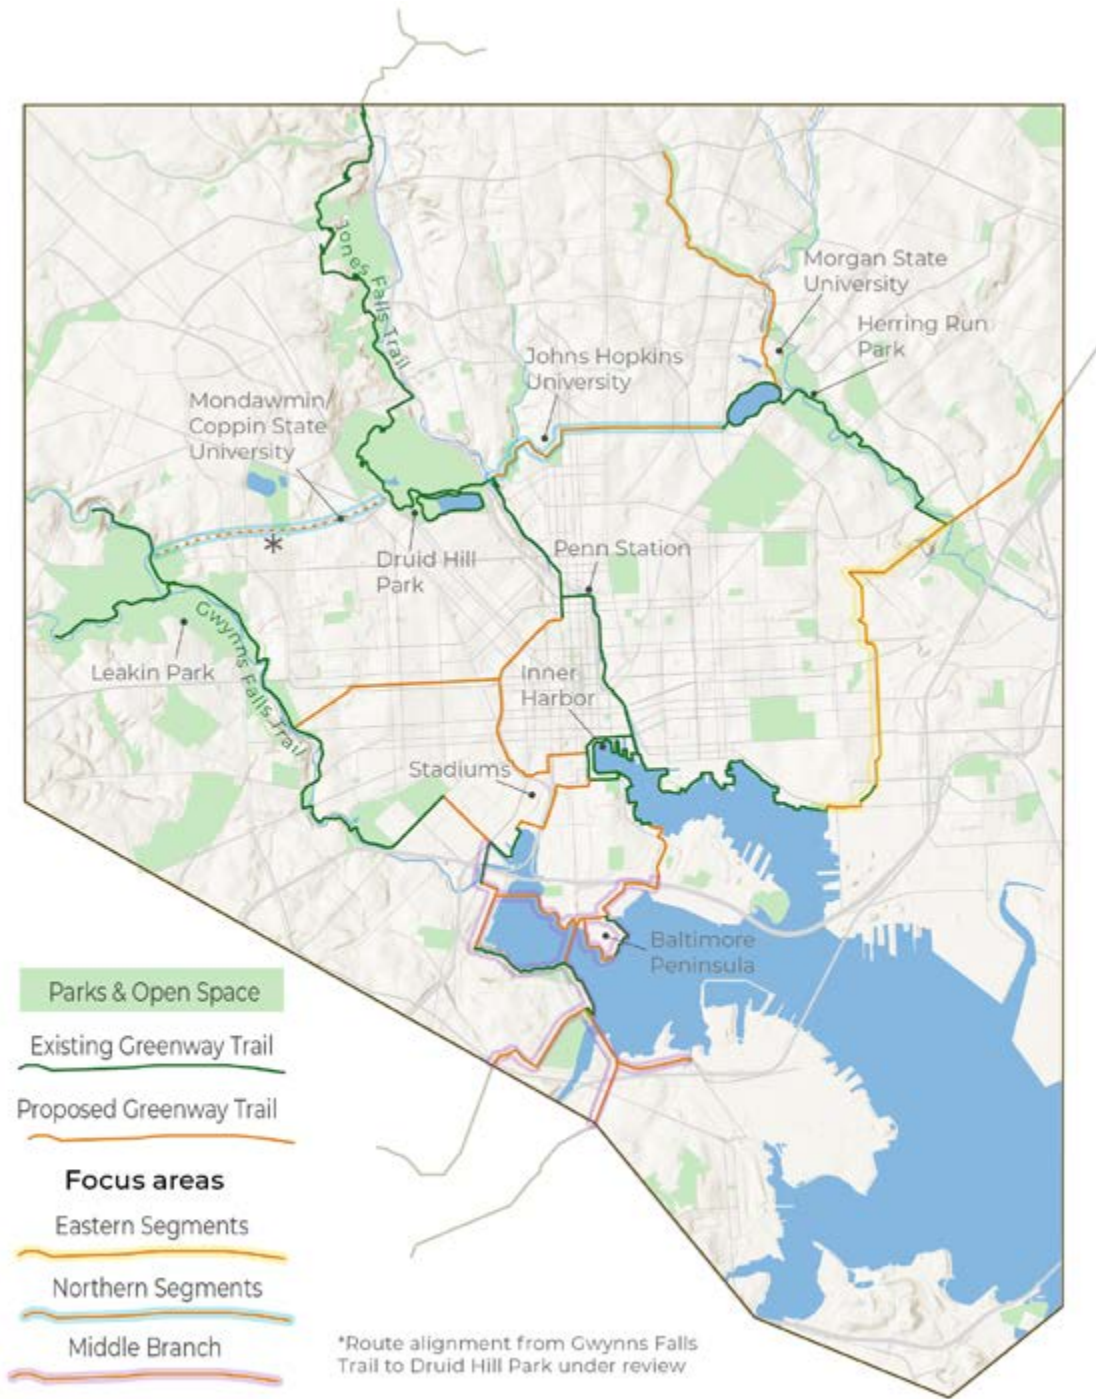 Jones Falls Trail
Morgan State
University
Herring Run
Park
Johns Hopkins
University
Mondawmin/
Coppin State
University
*
Druid Hill
Park
Penn Station
Gwynns Falls Trail
Leakin Park
Inner
Harbor
Stadiums
Baltimore
Peninsula
Parks & Open Space
Existing Greenway Trail
Proposed Greenway Trail
Focus areas
Eastern Segments
Northern Segments
Middle Branch
*Route alignment from Gwynns Falls
Trail to Druid Hill Park under review